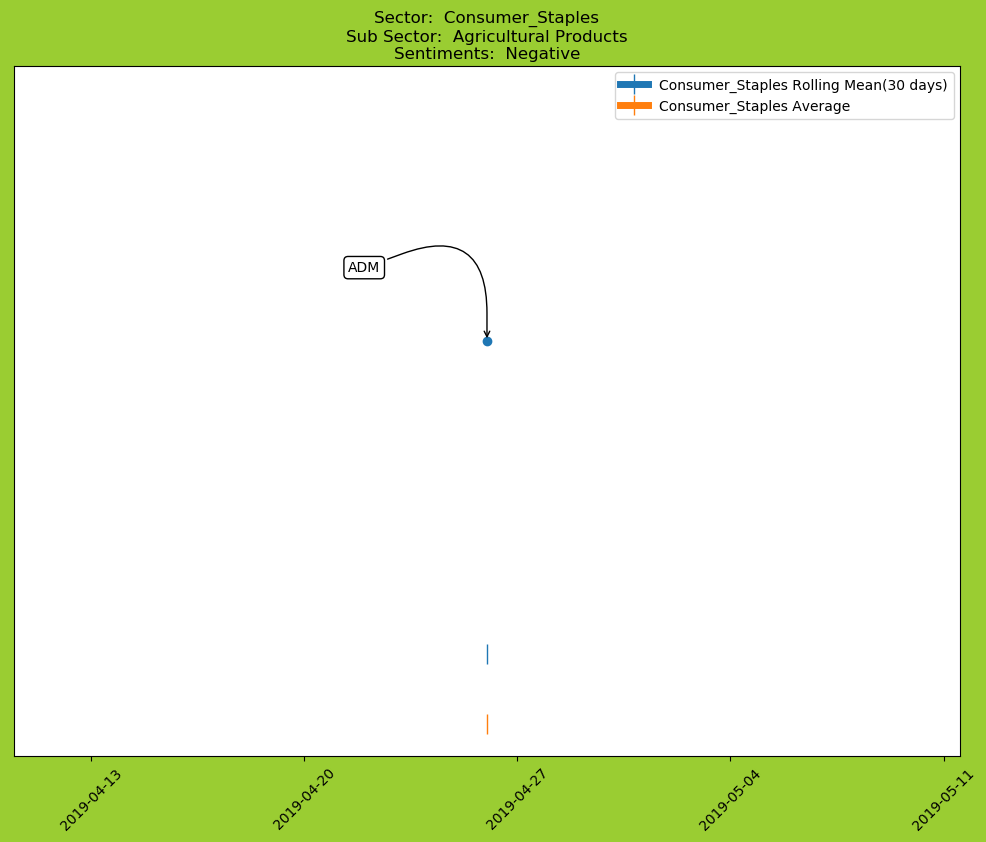 Sector:  Consumer_Staples
Sub Sector:  Agricultural Products
Sentiments:  Negative
Consumer_Staples Rolling Mean(30 days)
Consumer_Staples Average
ADM
2019-04-13
2019-04-20
2019-04-27
2019-05-04
2019-05-11